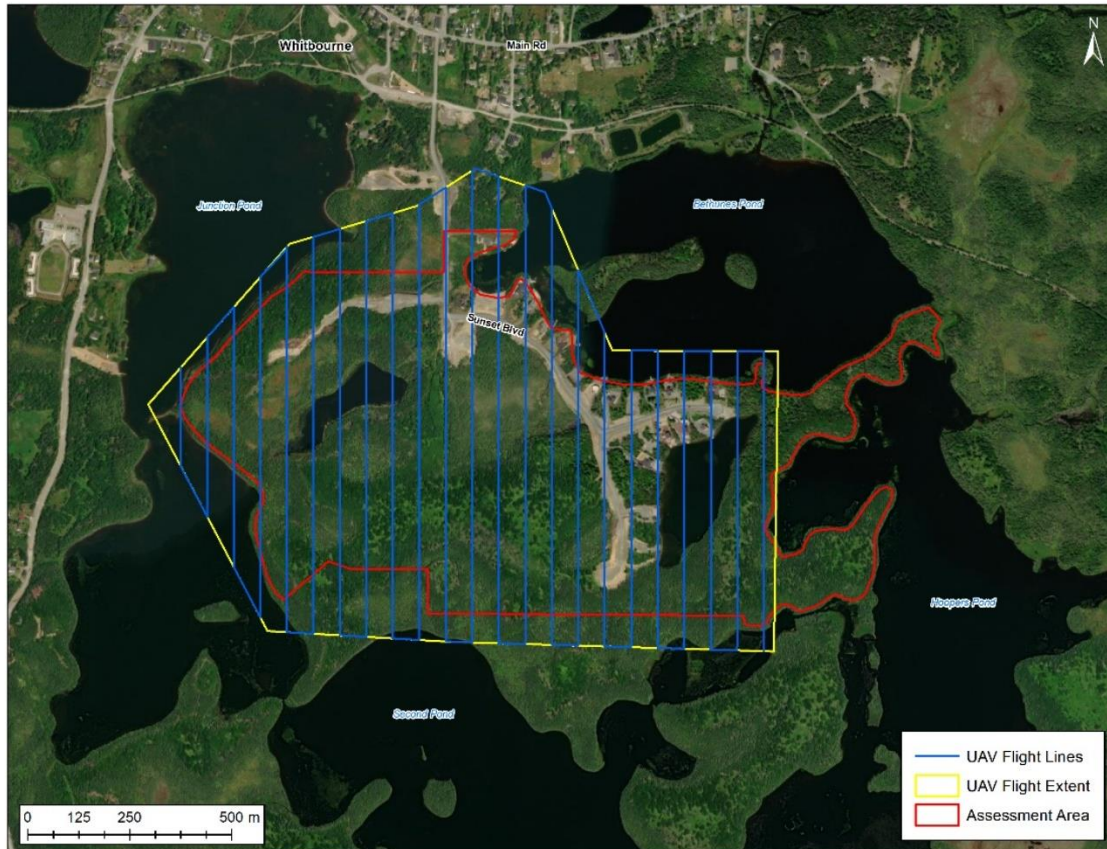 Whitbourne
Main Rd
N
Junction Pond
Bethunes Pond
Sunset Blvd
Hoopers Pond
Second Pond
UAV Flight Lines
UAV Flight Extent
Assessment Area
0 125 250 500 m